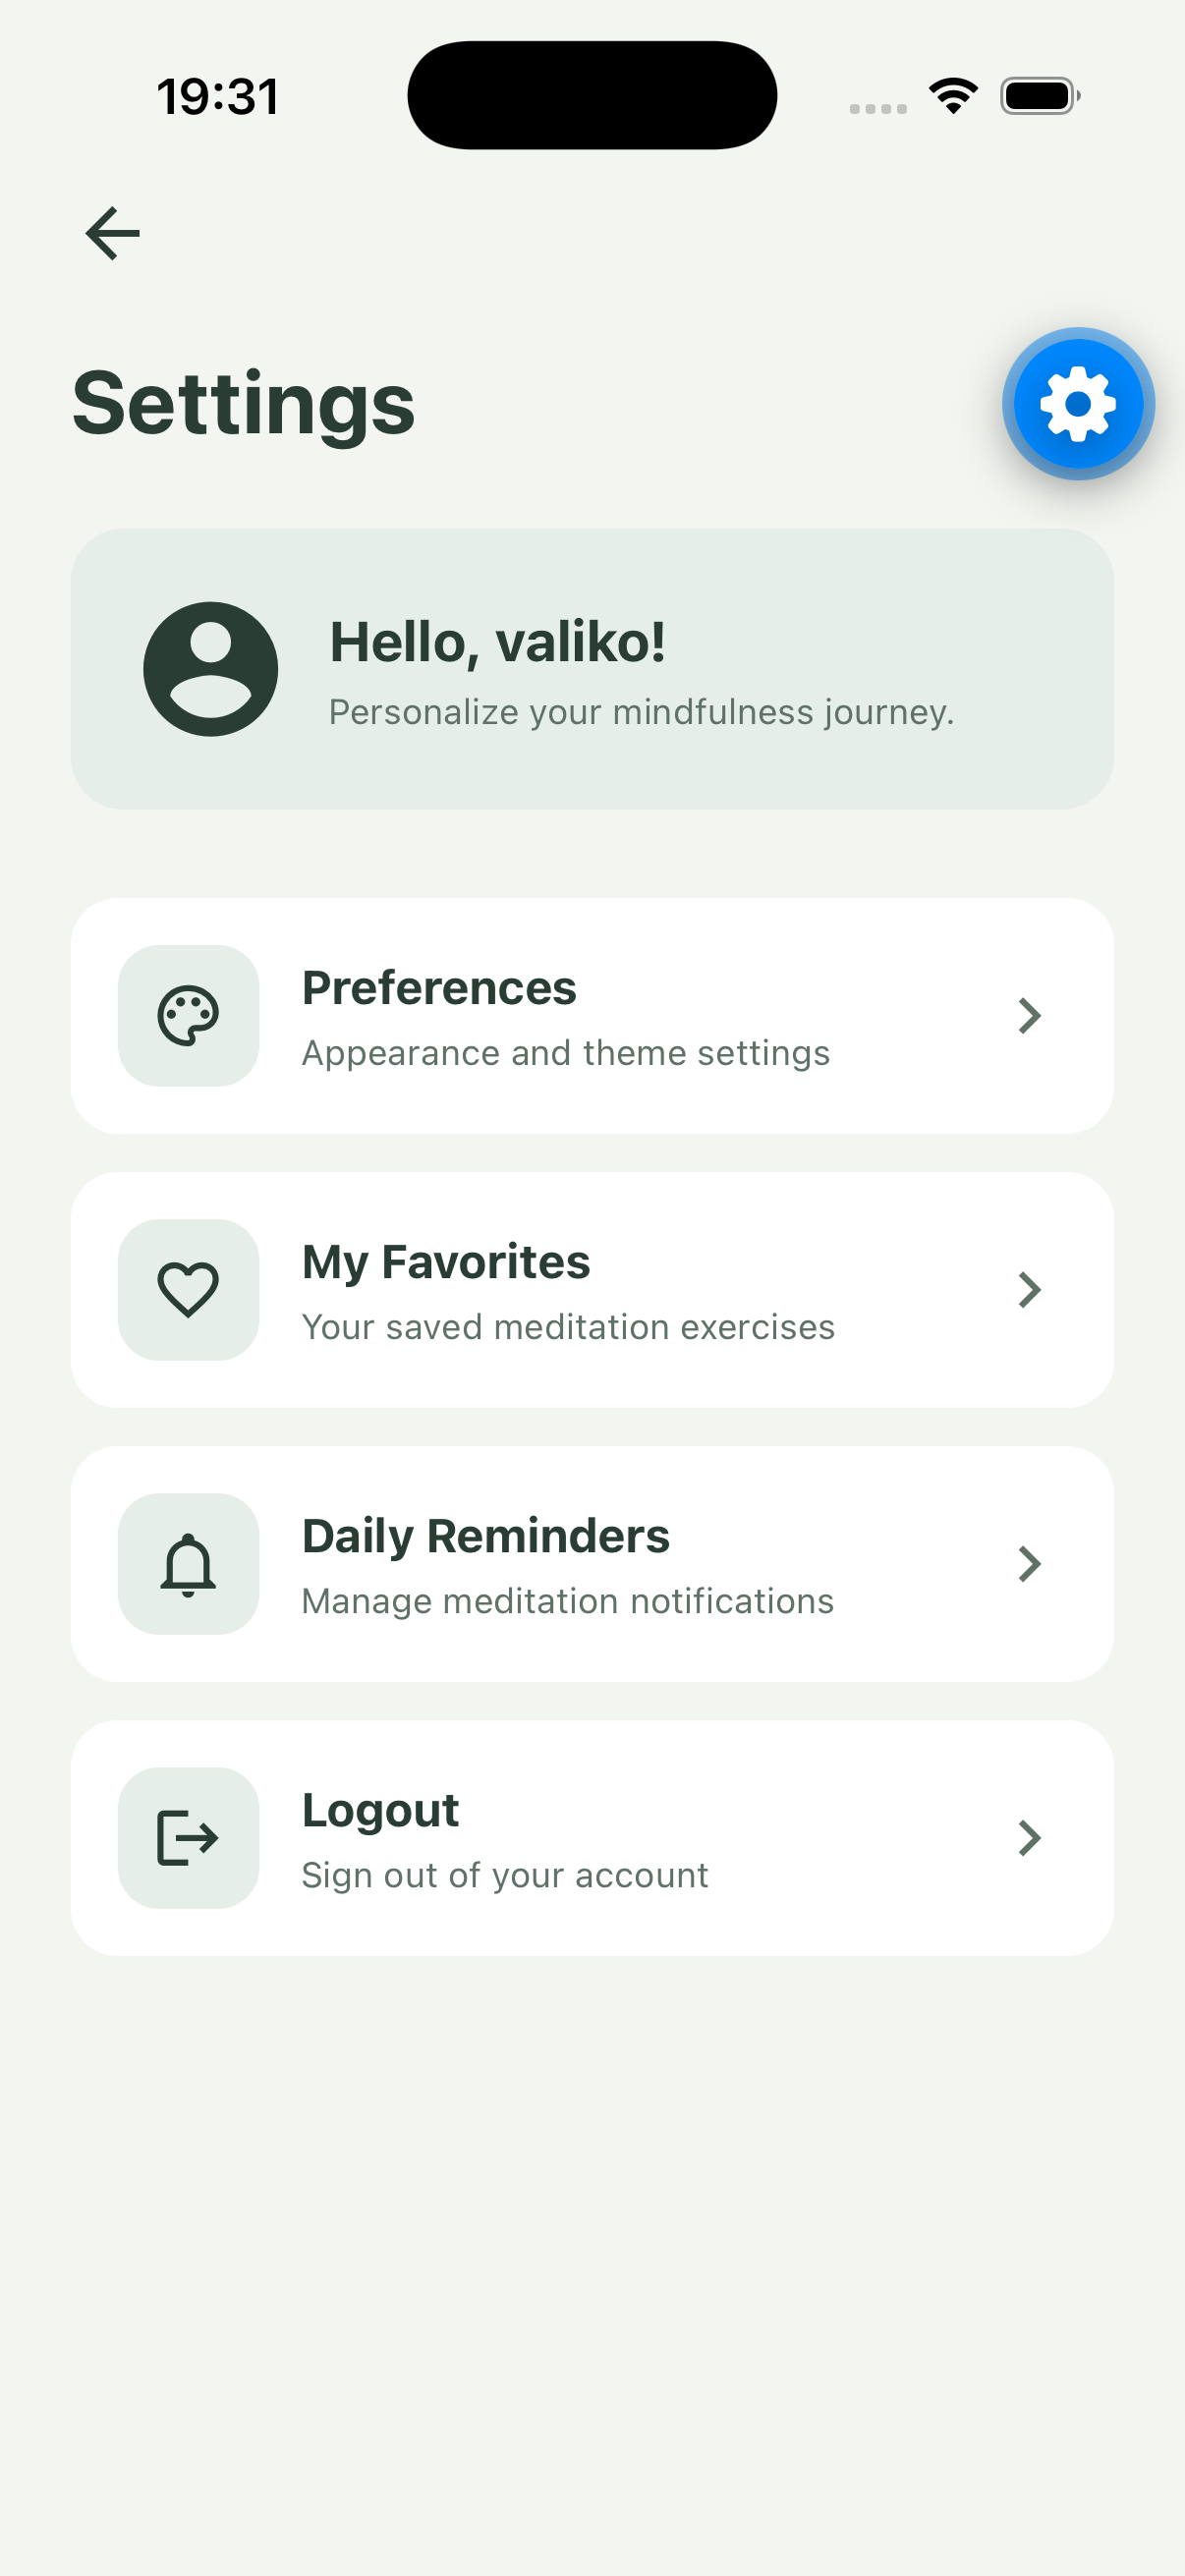 19:31
Settings
Hello, valiko!
Personalize your mindfulness journey.
Preferences
Appearance and theme settings
My Favorites
Your saved meditation exercises
Daily Reminders
Manage meditation notifications
Logout
Sign out of your account